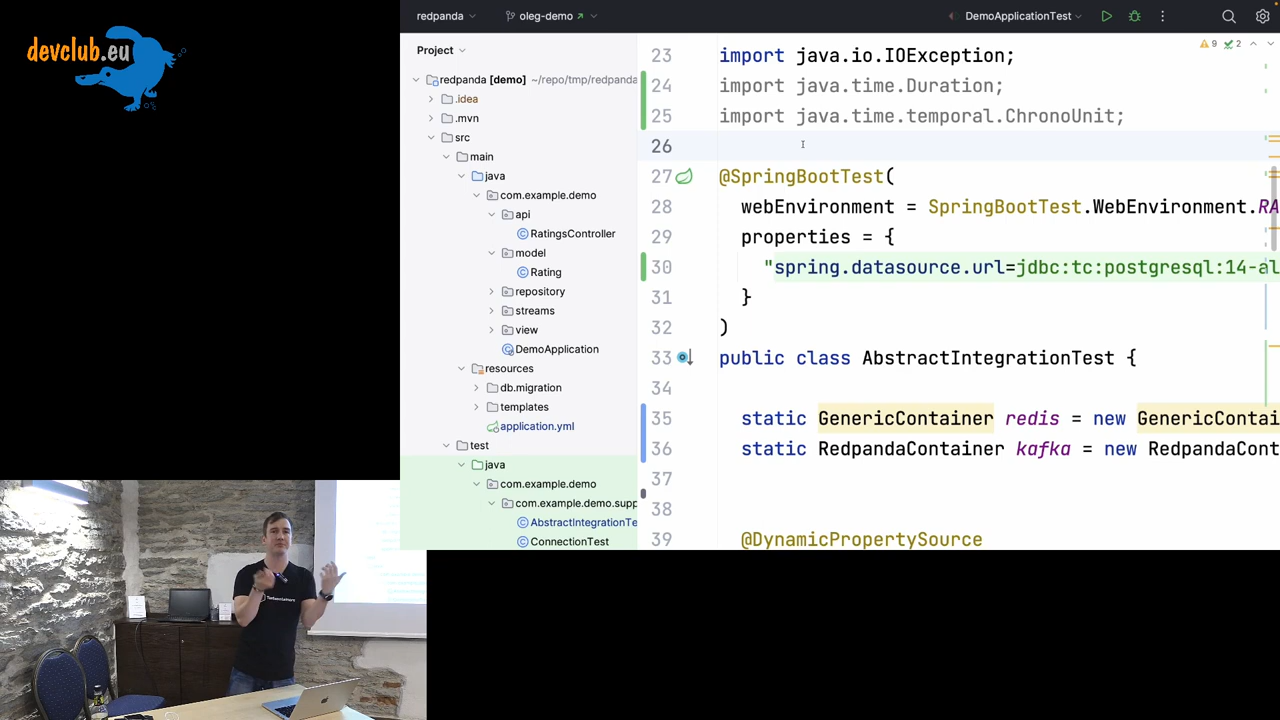 devclub.eu
redpanda
oleg-demo
DemoApplicationTest
Project
9
2
redpanda [demo] ~/repo/tmp/redpanda
.idea
.mvn
src
main
java
com.example.demo
api
RatingsController
model
Rating
repository
streams
view
DemoApplication
resources
db.migration
templates
application.yml
test
java
com.example.demo
com.example.demo.supp
AbstractIntegrationTe
ConnectionTest
23 import java.io.IOException;
24 import java.time.Duration;
25 import java.time.temporal.ChronoUnit;
26
27 @SpringBootTest(
28 webEnvironment = SpringBootTest.WebEnvironment.RA
29 properties = {
30 "spring.datasource.url=jdbc:tc:postgresql:14-al
31 }
32 )
33 public class AbstractIntegrationTest {
34
35 static GenericContainer redis = new GenericContai
36 static RedpandaContainer kafka = new RedpandaCont
37
38
39 @DynamicPropertySource
Testcontainers